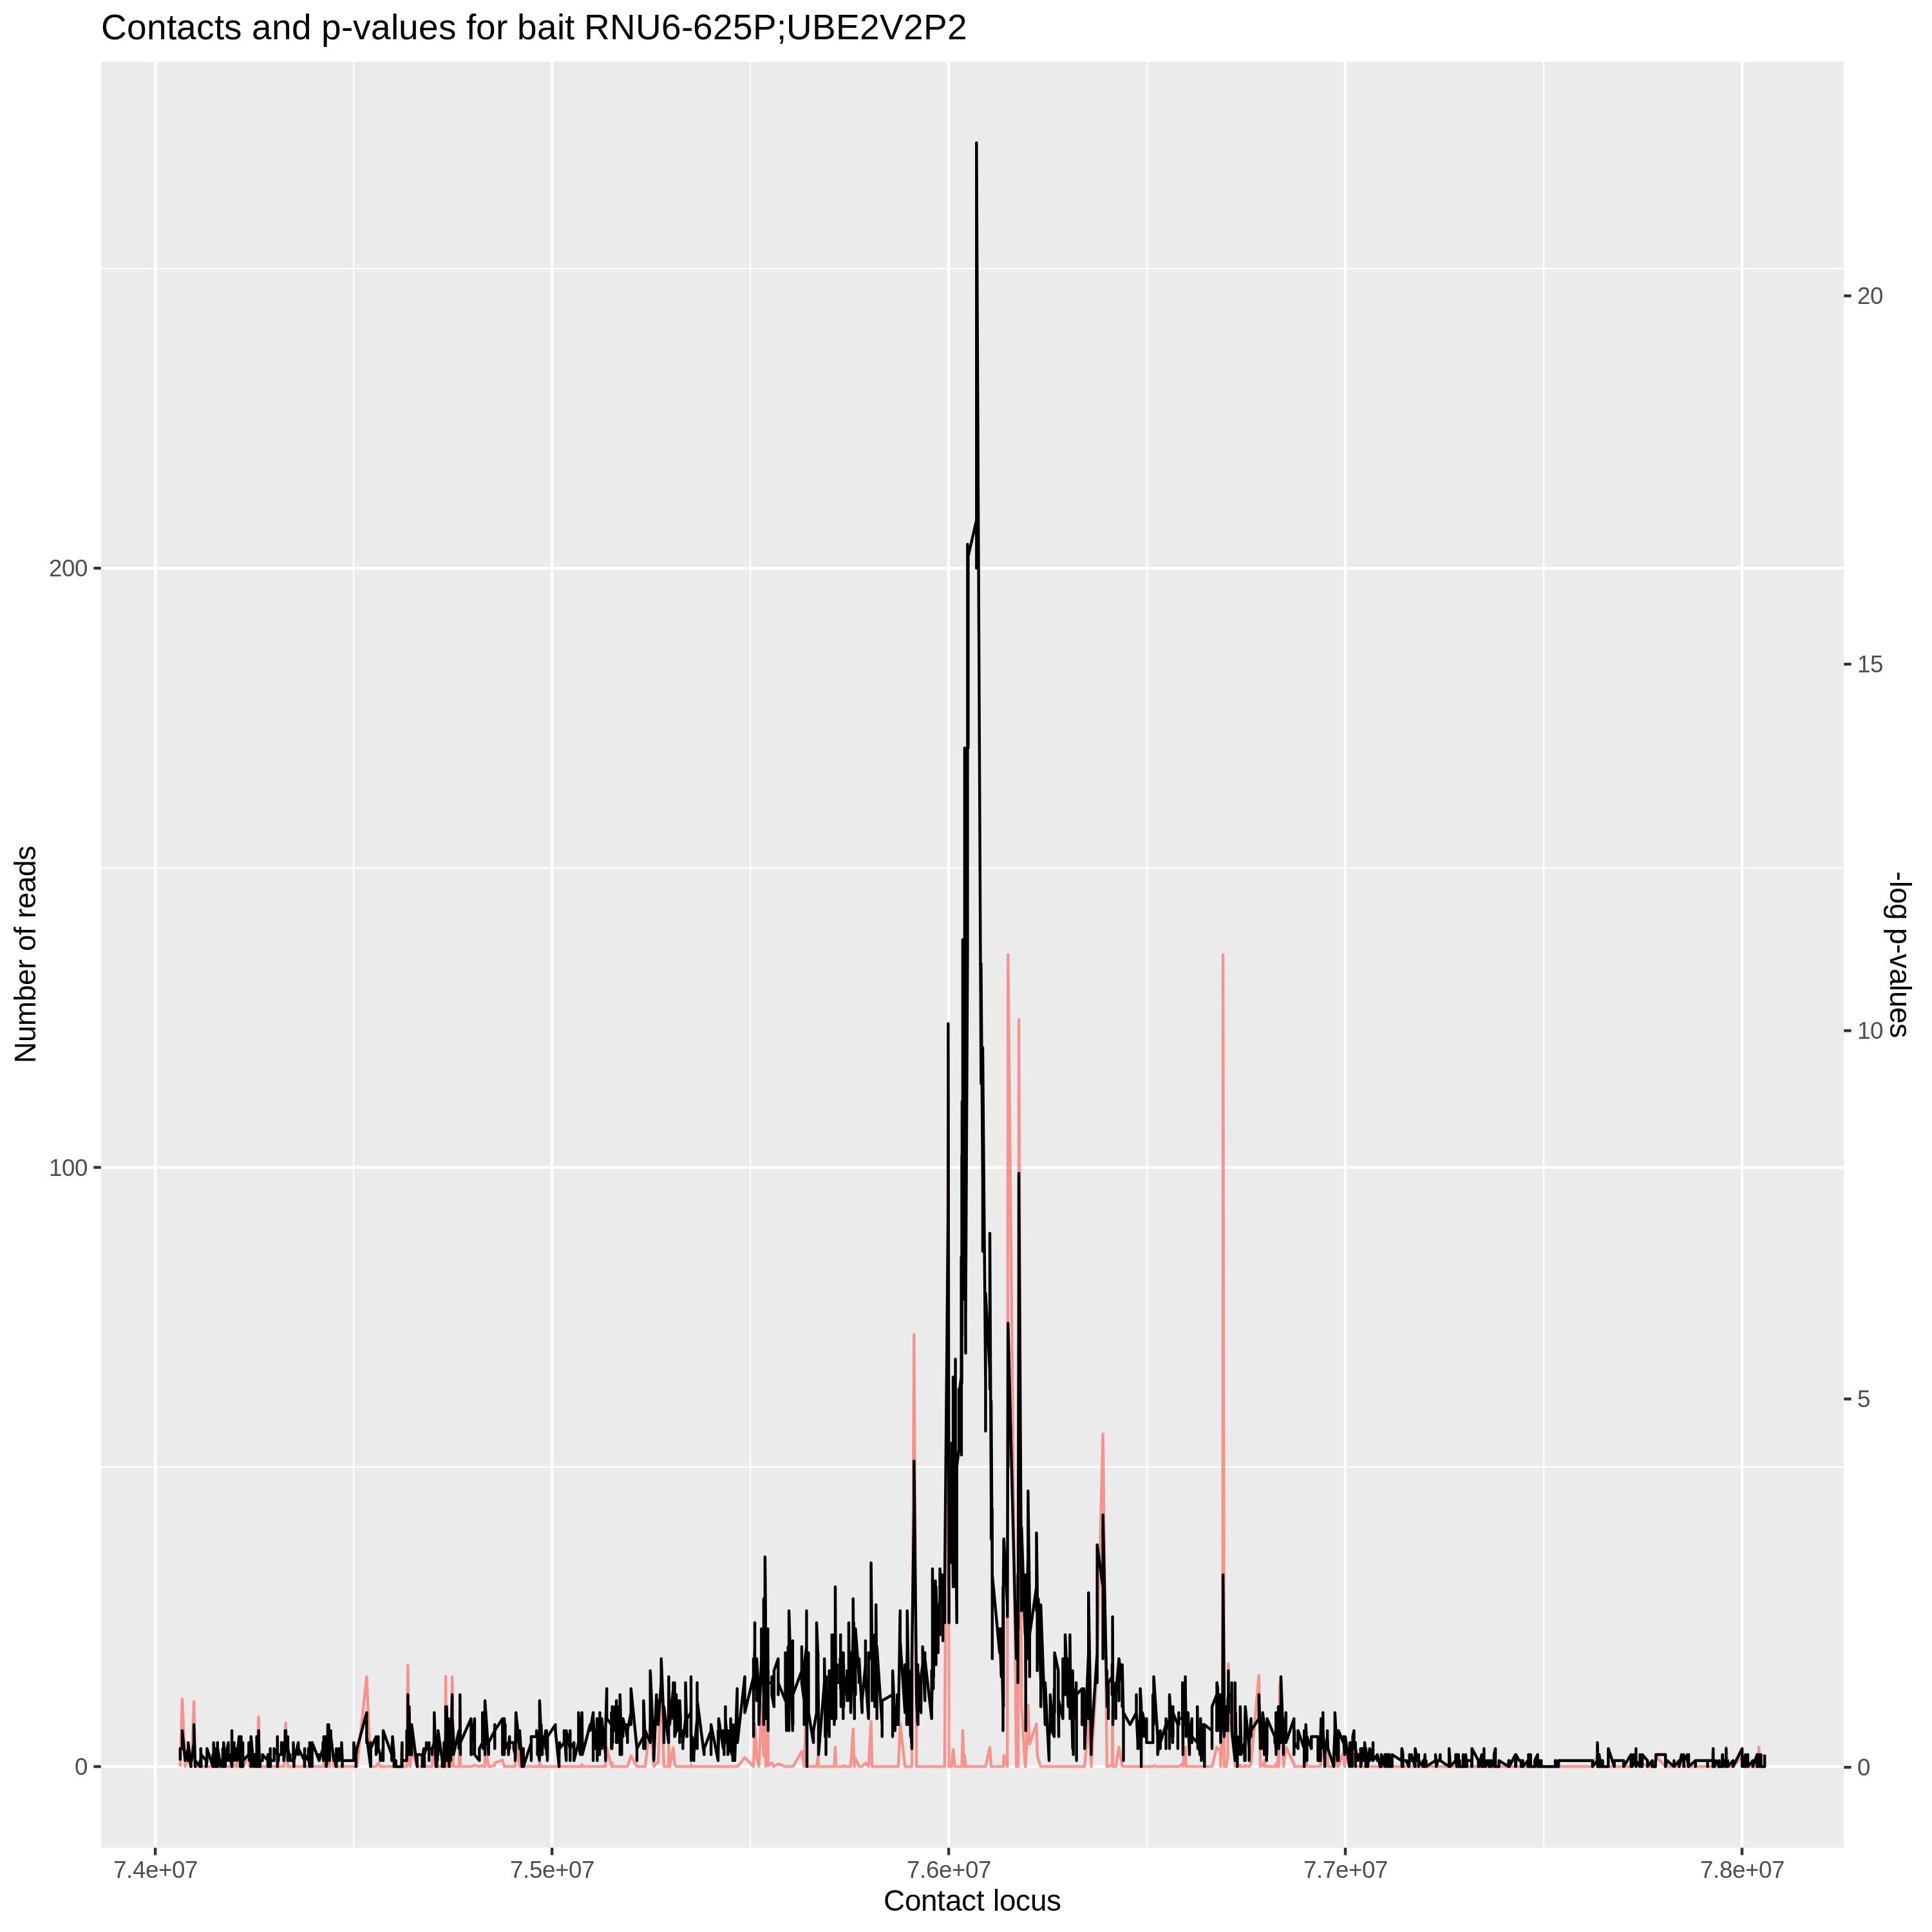 Contacts and p-values for bait RNU6-625P;UBE2V2P2
Number of reads
200
100
0
20
15
10
5
0
-log p-values
7.4e+07 7.5e+07 7.6e+07 7.7e+07 7.8e+07
Contact locus